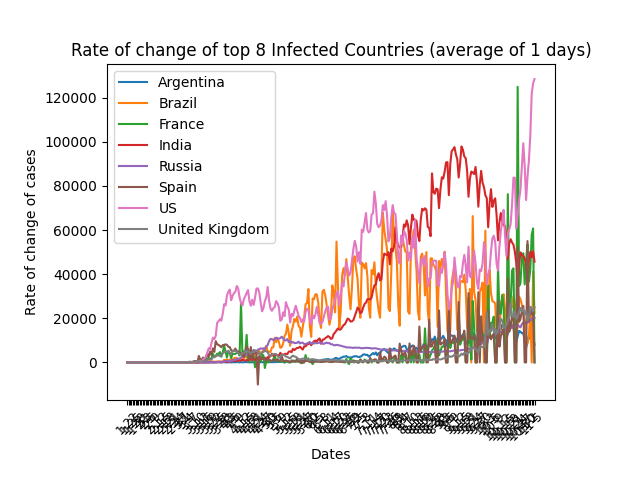 Rate of change of top 8 Infected Countries (average of 1 days)
Rate of change of cases
120000
100000
80000
60000
40000
20000
0
Argentina
Brazil
France
India
Russia
Spain
US
United Kingdom
Dates